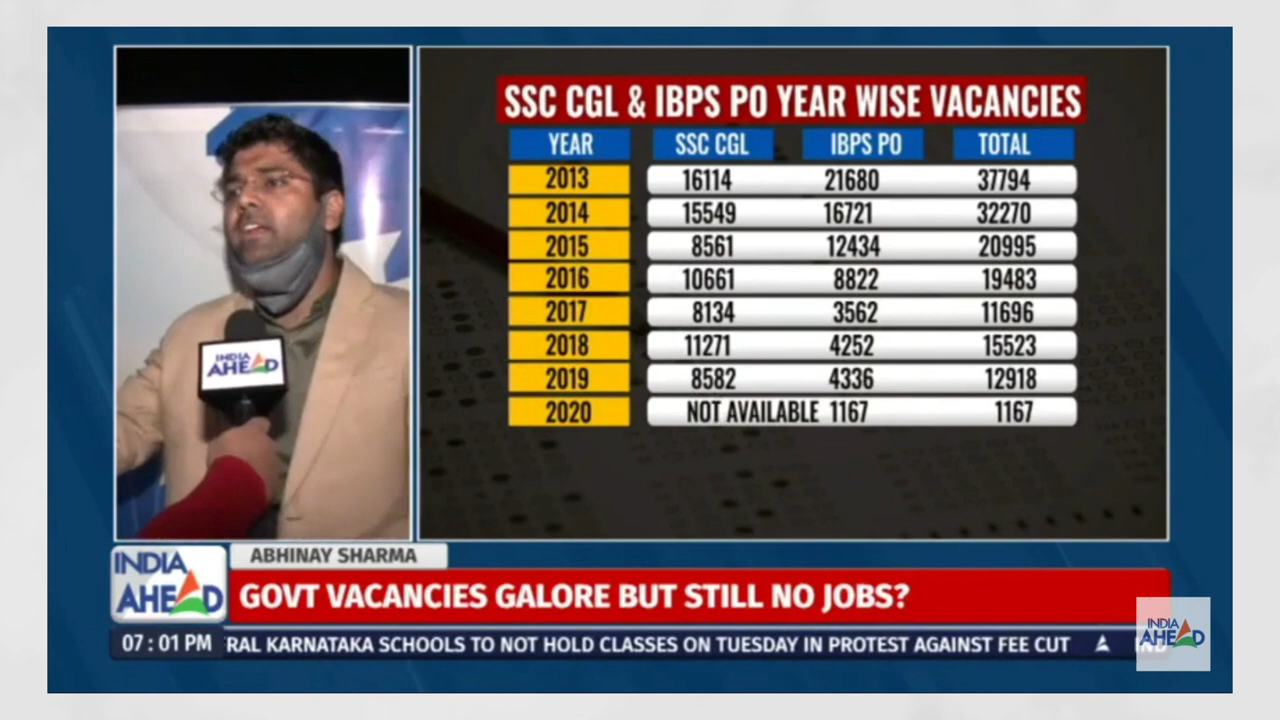 SSC CGL & IBPS PO YEAR WISE VACANCIES
YEAR SSC CGL IBPS PO TOTAL
2013 16114 21680 37794
2014 15549 16721 32270
2015 8561 12434 20995
2016 10661 8822 19483
2017 8134 3562 11696
2018 11271 4252 15523
2019 8582 4336 12918
2020 NOT AVAILABLE 1167 1167
INDIA
AHEAD
INDIA
AHEAD
ABHINAY SHARMA
GOVT VACANCIES GALORE BUT STILL NO JOBS?
INDIA
AHEAD
07:01 PM RAL KARNATAKA SCHOOLS TO NOT HOLD CLASSES ON TUESDAY IN PROTEST AGAINST FEE CUT